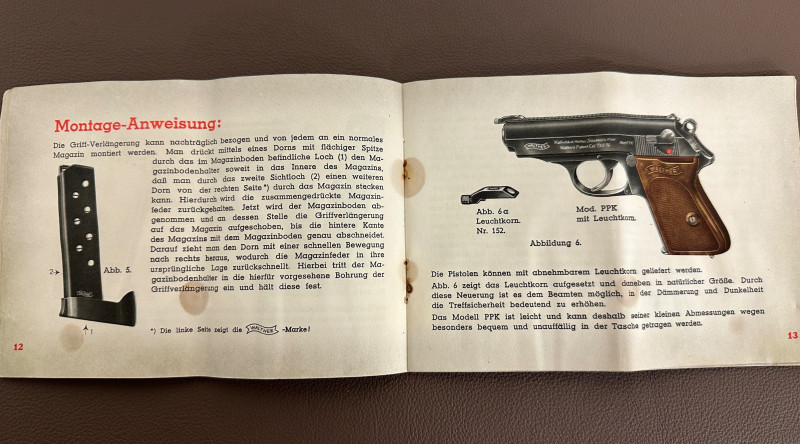 Montage-Anweisung:
Die Griff-Verlängerung kann nachträglich bezogen und von jedem an ein normales
Magazin montiert werden. Man drückt mittels eines Dorns mit flächiger Spitze
durch das im Magazinboden befindliche Loch (1) den Ma-
gazinbodenhalter soweit in das Innere des Magazins,
daß man durch das zweite Sichtloch (2) einen weiteren
Dorn von der rechten Seite*) durch das Magazin stecken
kann. Hierdurch wird die zusammengedrückte Magazin-
feder zurückgehalten. Jetzt wird der Magazinboden ab-
genommen und an dessen Stelle die Griffverlängerung
auf das Magazin aufgeschoben, bis die hintere Kante
des Magazins mit dem Magazinboden genau abschneidet.
Darauf zieht man den Dorn mit einer schnellen Bewegung
nach rechts heraus, wodurch die Magazinfeder in ihre
ursprüngliche Lage zurückschnellt. Hierbei tritt der Ma-
gazinbodenhalter in die hiefür vorgesehene Bohrung der
Griffverlängerung ein und hält diese fest.
2
Abb. 5.
1
*) Die linke Seite zeigt die WALTHER -Marke!
12
WALTHER
WALTHER
Abb. 6a
Leuchtkorn.
Nr. 152.
Mod. PPK
mit Leuchtkorn.
Abbildung 6.
Die Pistolen können mit abnehmbarem Leuchtkorn geliefert werden.
Abb. 6 zeigt das Leuchtkorn aufgesetzt und daneben in natürlicher Größe. Durch
diese Neuerung ist es dem Beamten möglich, in der Dämmerung und Dunkelheit
die Treffsicherheit bedeutend zu erhöhen.
Das Modell PPK ist leicht und kann deshalb seiner kleinen Abmessungen wegen
besonders bequem und unauffällig in der Tasche getragen werden.
13